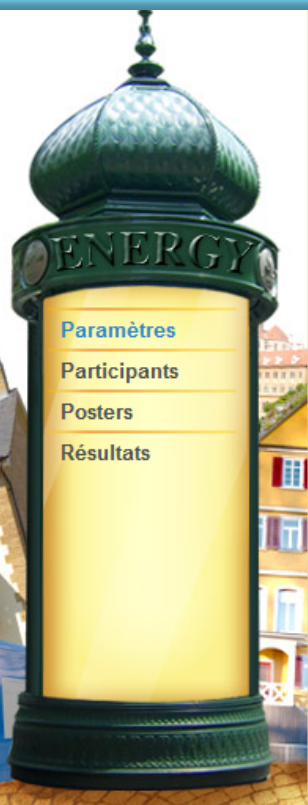 ENERGY
Paramètres
Participants
Posters
Résultats